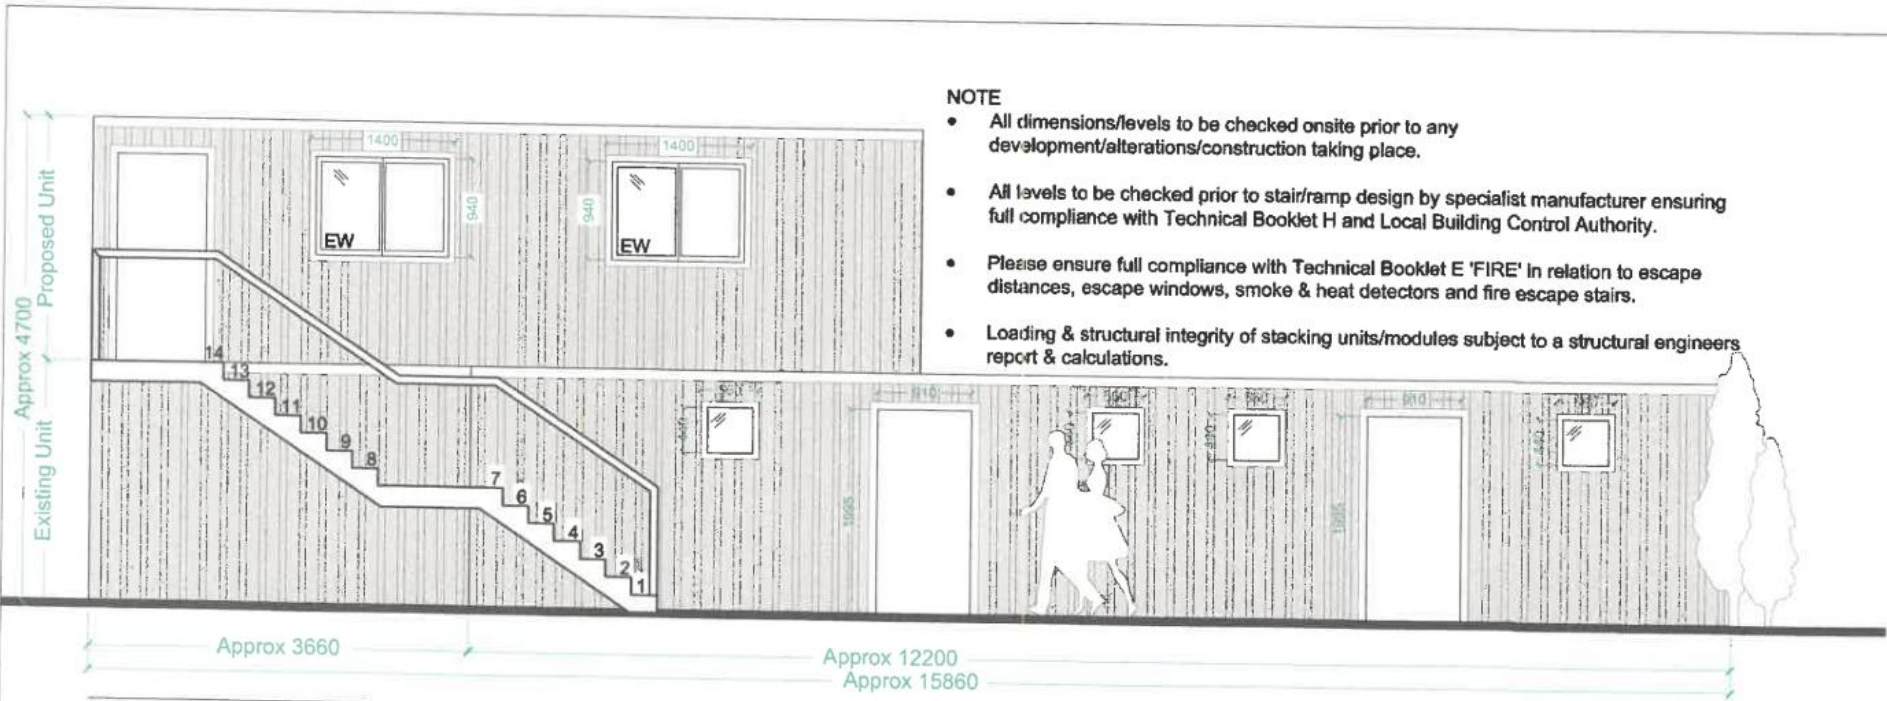 NOTE
• All dimensions/levels to be checked onsite prior to any
development/alterations/construction taking place.
• All levels to be checked prior to stair/ramp design by specialist manufacturer ensuring
full compliance with Technical Booklet H and Local Building Control Authority.
• Please ensure full compliance with Technical Booklet E 'FIRE' in relation to escape
distances, escape windows, smoke & heat detectors and fire escape stairs.
• Loading & structural integrity of stacking units/modules subject to a structural engineers
report & calculations.
Approx 4700
Proposed Unit
Existing Unit
1400
1400
940
940
EW
EW
14
13
12
11
10
9
8
7
6
5
4
3
2
1
910
910
1995
Approx 3660
Approx 12200
Approx 15860